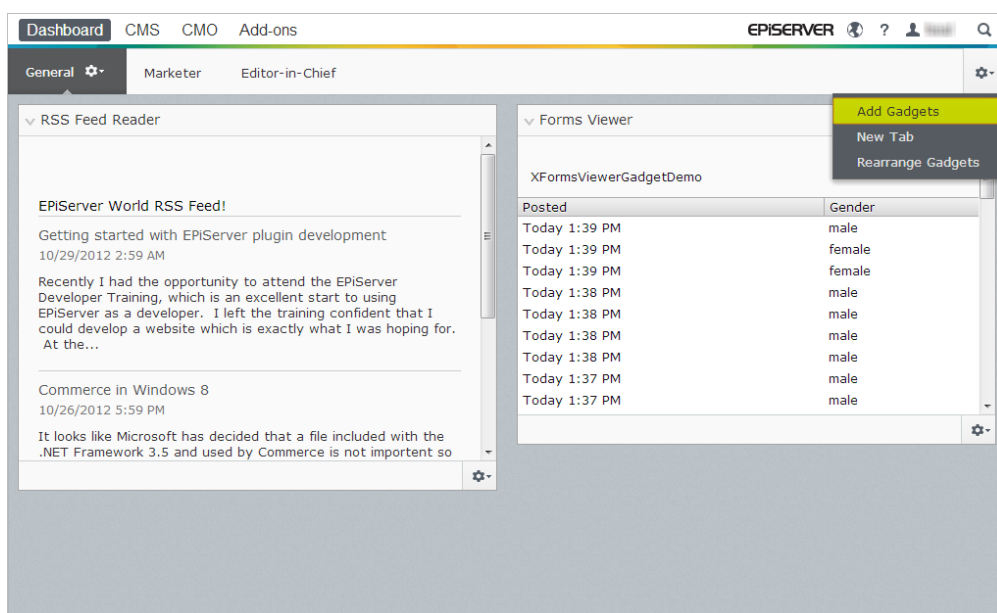 Dashboard CMS CMO Add-ons EPiSERVER ?
General Marketer Editor-in-Chief
Add Gadgets
New Tab
Rearrange Gadgets
RSS Feed Reader
EPiServer World RSS Feed!
Getting started with EPiServer plugin development
10/29/2012 2:59 AM
Recently I had the opportunity to attend the EPiServer
Developer Training, which is an excellent start to using
EPiServer as a developer. I left the training confident that I
could develop a website which is exactly what I was hoping for.
At the...
Commerce in Windows 8
10/26/2012 5:59 PM
It looks like Microsoft has decided that a file included with the
.NET Framework 3.5 and used by Commerce is not importent so
Forms Viewer
XFormsViewerGadgetDemo
Posted Gender
Today 1:39 PM male
Today 1:39 PM female
Today 1:39 PM female
Today 1:38 PM male
Today 1:38 PM male
Today 1:38 PM male
Today 1:38 PM male
Today 1:37 PM male
Today 1:37 PM male